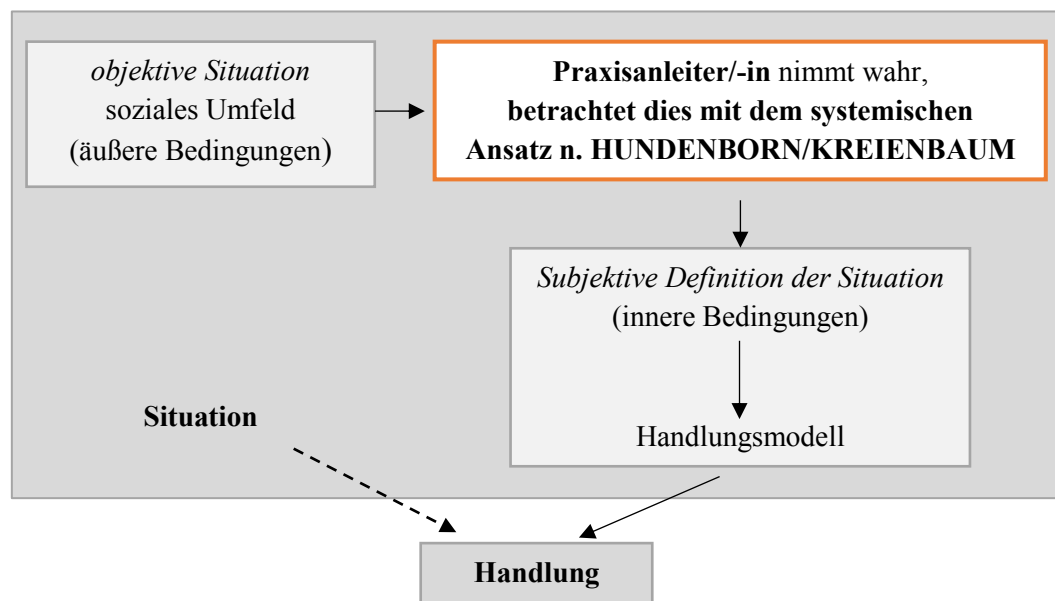 objektive Situation
soziales Umfeld
(äußere Bedingungen)
Praxisanleiter/-in nimmt wahr,
betrachtet dies mit dem systemischen
Ansatz n. HUNDENBORN/KREIENBAUM
Subjektive Definition der Situation
(innere Bedingungen)
Handlungsmodell
Situation
Handlung